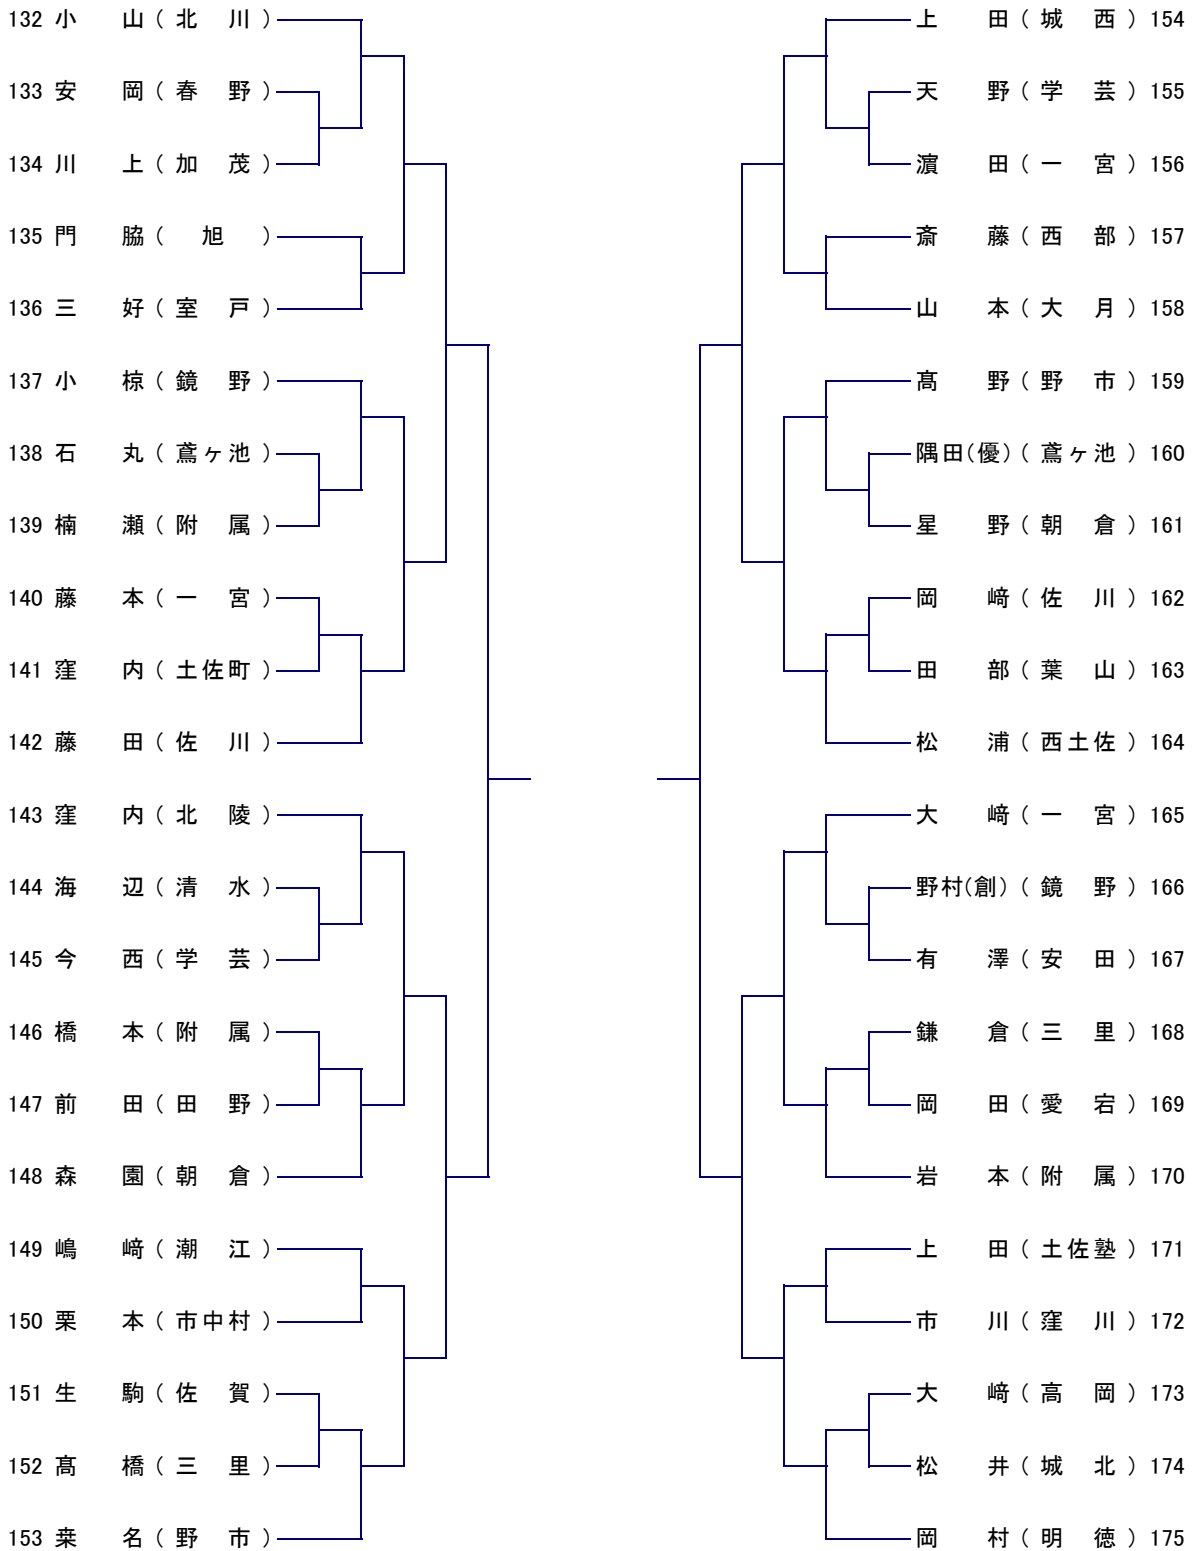 132 小 山 ( 北 川 )
133 安 岡 ( 春 野 )
134 川 上 ( 加 茂 )
135 門 脇 ( 旭 )
136 三 好 ( 室 戸 )
137 小 椋 ( 鏡 野 )
138 石 丸 ( 鳶ヶ池 )
139 楠 瀬 ( 附 属 )
140 藤 本 ( 一 宮 )
141 窪 内 ( 土佐町 )
142 藤 田 ( 佐 川 )
143 窪 内 ( 北 陵 )
144 海 辺 ( 清 水 )
145 今 西 ( 学 芸 )
146 橋 本 ( 附 属 )
147 前 田 ( 田 野 )
148 森 園 ( 朝 倉 )
149 嶋 﨑 ( 潮 江 )
150 栗 本 ( 市中村 )
151 生 駒 ( 佐 賀 )
152 髙 橋 ( 三 里 )
153 桒 名 ( 野 市 )
上 田 ( 城 西 ) 154
天 野 ( 学 芸 ) 155
濵 田 ( 一 宮 ) 156
斎 藤 ( 西 部 ) 157
山 本 ( 大 月 ) 158
髙 野 ( 野 市 ) 159
隅田(優) ( 鳶ヶ池 ) 160
星 野 ( 朝 倉 ) 161
岡 﨑 ( 佐 川 ) 162
田 部 ( 葉 山 ) 163
松 浦 ( 西土佐 ) 164
大 﨑 ( 一 宮 ) 165
野村(創) ( 鏡 野 ) 166
有 澤 ( 安 田 ) 167
鎌 倉 ( 三 里 ) 168
岡 田 ( 愛 宕 ) 169
岩 本 ( 附 属 ) 170
上 田 ( 土佐塾 ) 171
市 川 ( 窪 川 ) 172
大 﨑 ( 高 岡 ) 173
松 井 ( 城 北 ) 174
岡 村 ( 明 徳 ) 175